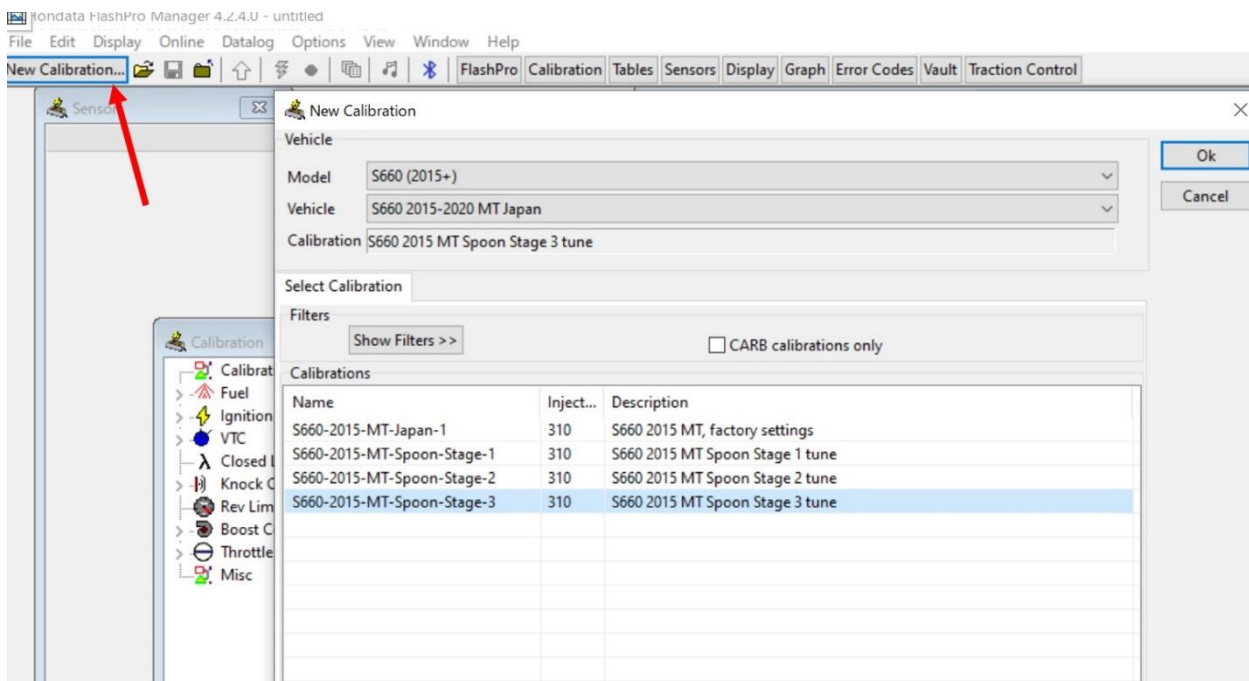 Hondata FlashPro Manager 4.2.4.0 - untitled
File Edit Display Online Datalog Options View Window Help
New Calibration... FlashPro Calibration Tables Sensors Display Graph Error Codes Vault Traction Control
Sensor
New Calibration
Vehicle
Ok
Model S660 (2015+)
Cancel
Vehicle S660 2015-2020 MT Japan
Calibration S660 2015 MT Spoon Stage 3 tune
Select Calibration
Filters
Show Filters >> CARB calibrations only
Calibrations
Name Inject... Description
S660-2015-MT-Japan-1 310 S660 2015 MT, factory settings
S660-2015-MT-Spoon-Stage-1 310 S660 2015 MT Spoon Stage 1 tune
S660-2015-MT-Spoon-Stage-2 310 S660 2015 MT Spoon Stage 2 tune
S660-2015-MT-Spoon-Stage-3 310 S660 2015 MT Spoon Stage 3 tune
Calibration
Calibrat
Fuel
Ignition
VTC
λ Closed L
Knock C
Rev Lim
Boost C
Throttle
Misc